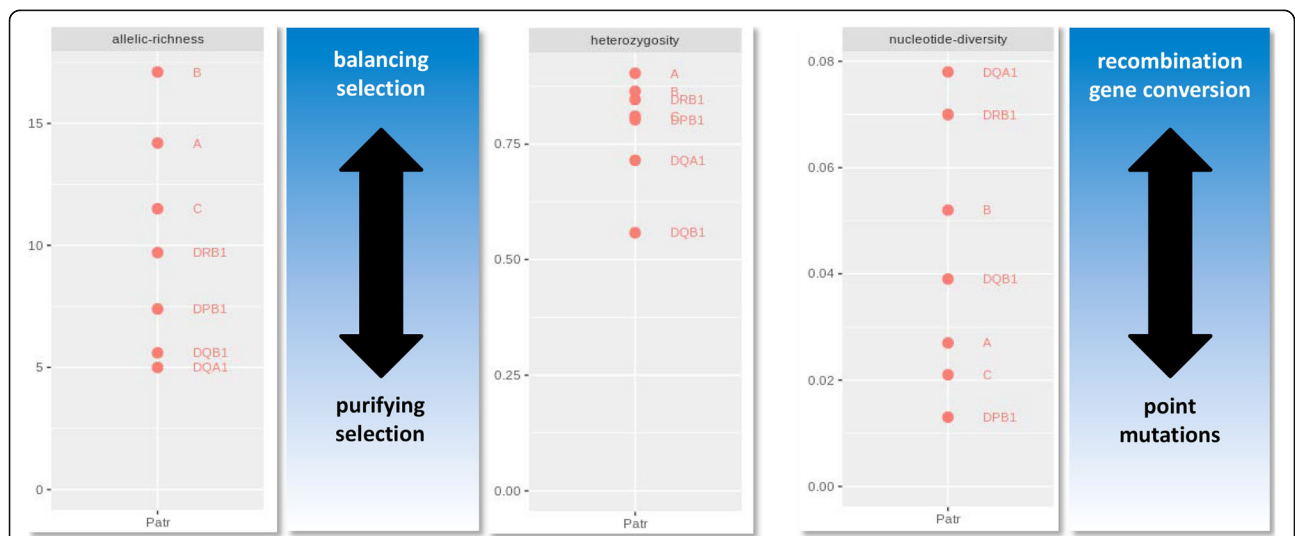 allelic-richness
15
10
5
0
B
A
C
DRB1
DPB1
DQB1
DQA1
Patr
balancing
selection
purifying
selection
heterozygosity
0.75
0.50
0.25
0.00
A
B
DRB1
C
DPB1
DQA1
DQB1
Patr
nucleotide-diversity
0.08
0.06
0.04
0.02
0.00
DQA1
DRB1
B
DQB1
A
C
DPB1
Patr
recombination
gene conversion
point
mutations